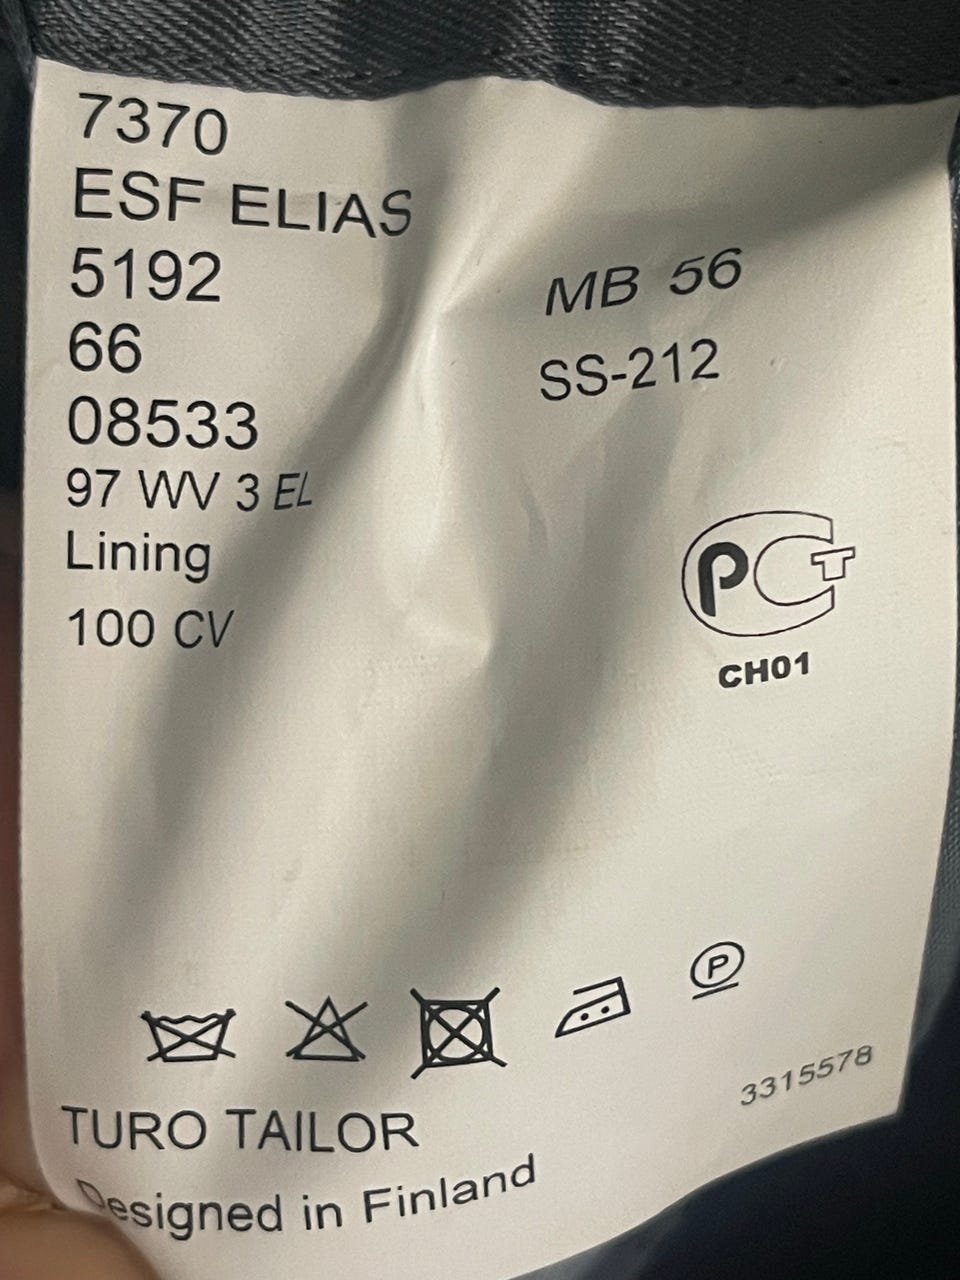 7370
ESF ELIAS
5192
66
08533
97 WV 3 EL
Lining
100 CV
MB 56
SS-212
РСТ
CH01
P
3315578
TURO TAILOR
Designed in Finland